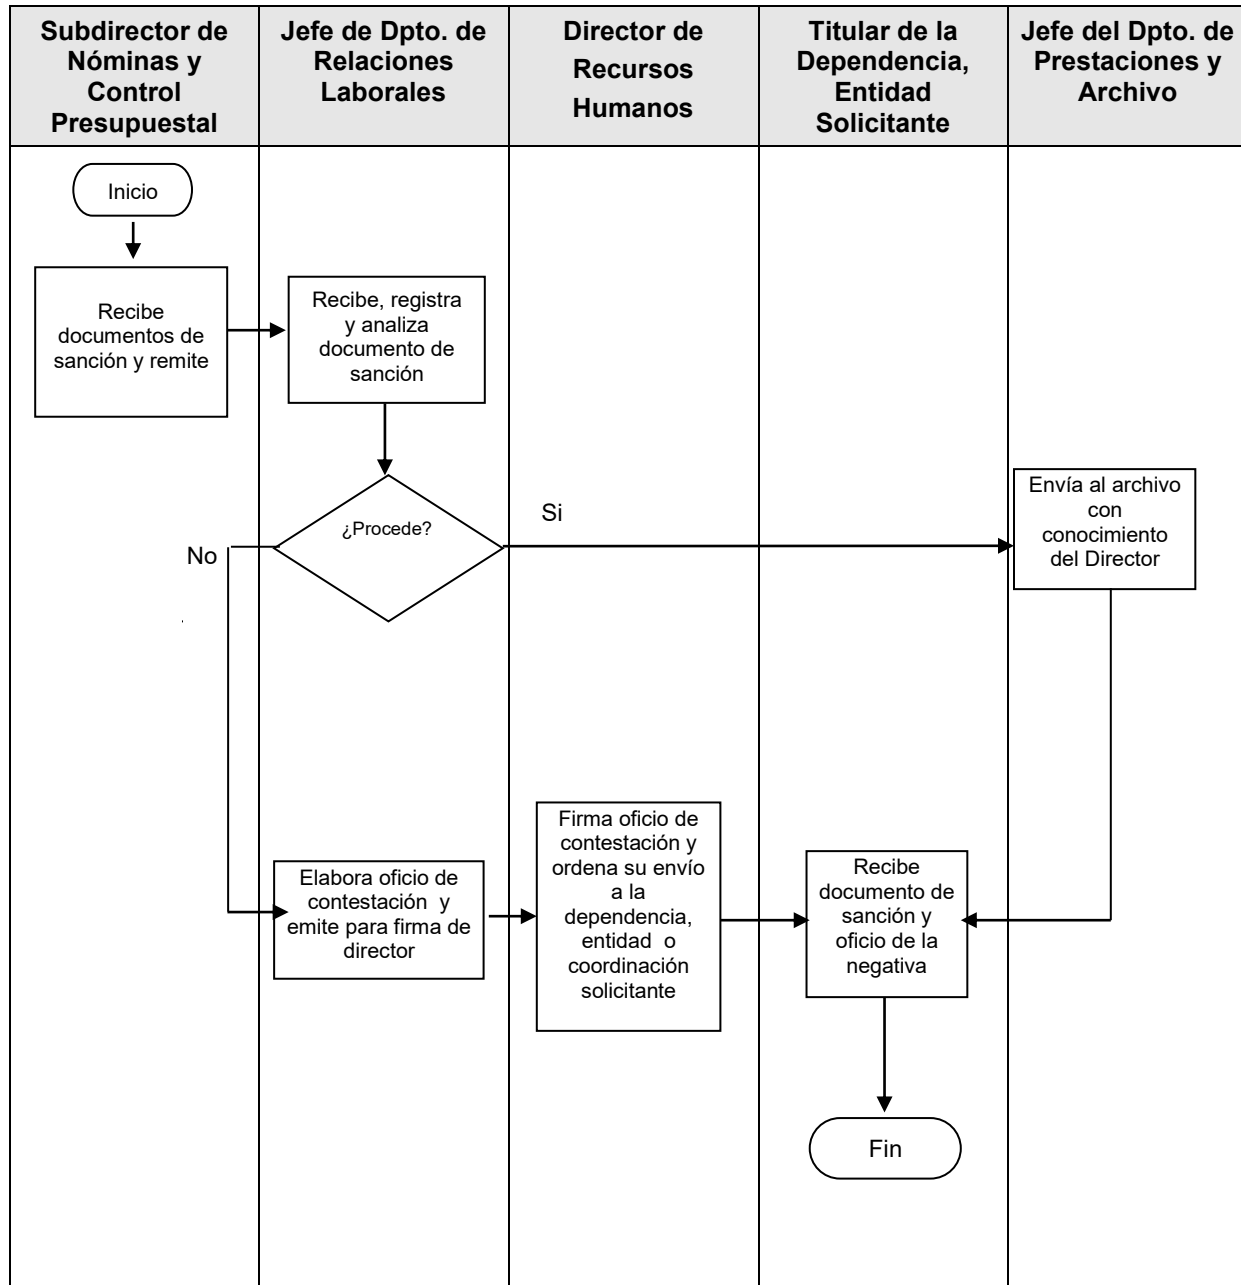 Subdirector de
Nóminas y
Control
Presupuestal
Jefe de Dpto. de
Relaciones
Laborales
Director de
Recursos
Humanos
Titular de la
Dependencia,
Entidad
Solicitante
Jefe del Dpto. de
Prestaciones y
Archivo
Inicio
Recibe
documentos de
sanción y remite
Recibe, registra
y analiza
documento de
sanción
¿Procede?
Si
No
Envía al archivo
con
conocimiento
del Director
Elabora oficio de
contestación y
emite para firma de
director
Firma oficio de
contestación y
ordena su envío
a la
dependencia,
entidad o
coordinación
solicitante
Recibe
documento de
sanción y
oficio de la
negativa
Fin